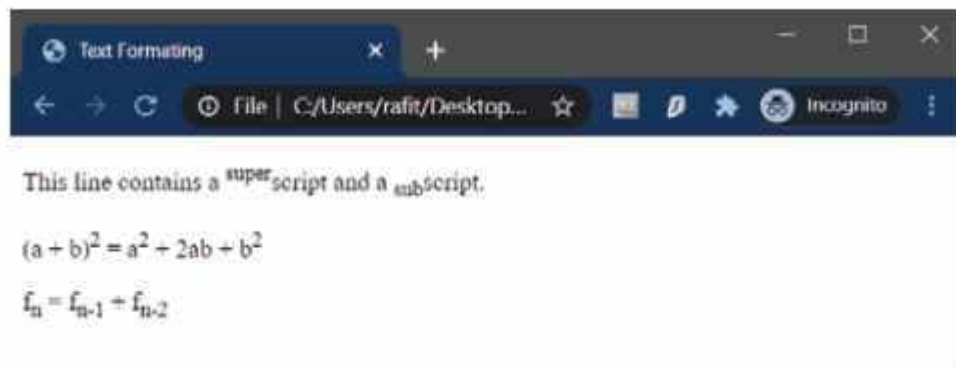 Text Formating
File | C:/Users/rafit/Desktop... Incognito
This line contains a ˢᵘᵖᵉʳscript and a subscript.
(a + b)² = a² + 2ab + b²
fₙ = fₙ₋₁ + fₙ₋₂